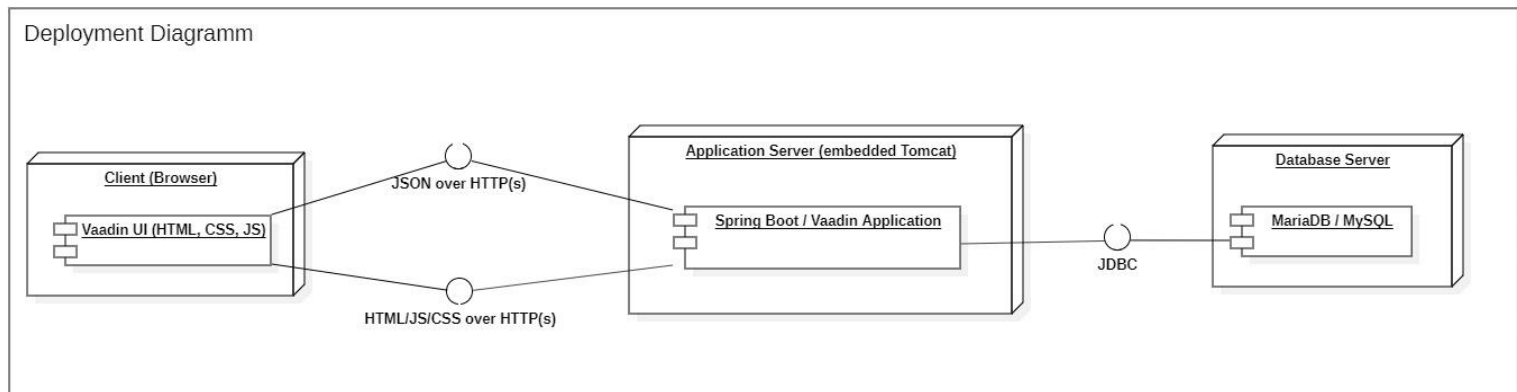 Deployment Diagramm
Client (Browser)
Vaadin UI (HTML, CSS, JS)
JSON over HTTP(s)
HTML/JS/CSS over HTTP(s)
Application Server (embedded Tomcat)
Spring Boot / Vaadin Application
JDBC
Database Server
MariaDB / MySQL